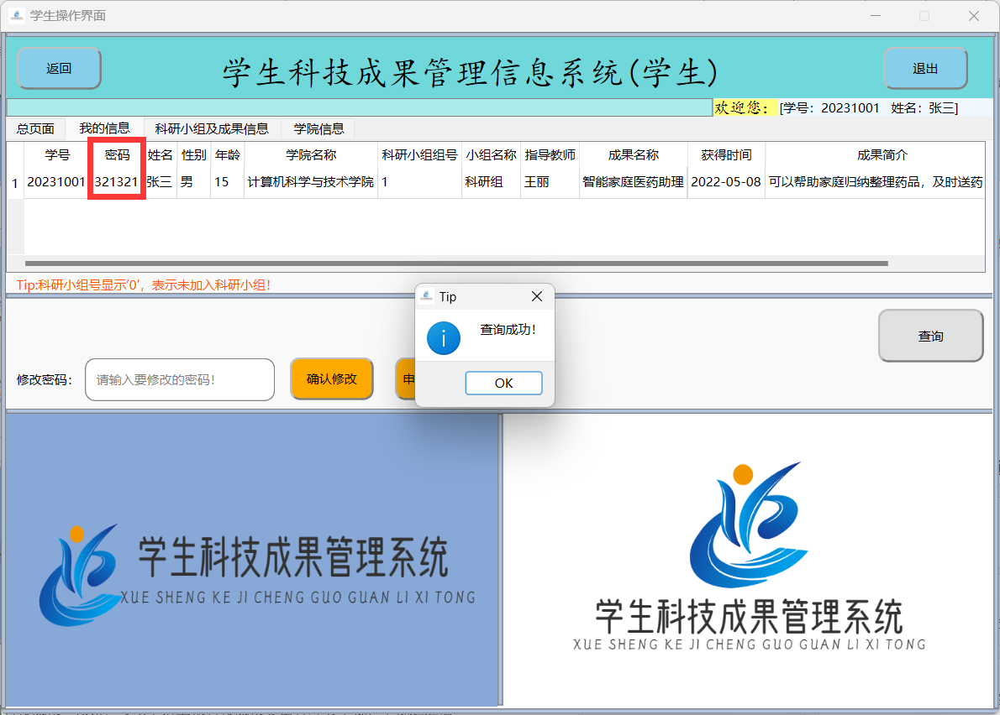 学生操作界面
返回
学生科技成果管理信息系统(学生)
退出
欢迎您： [学号：20231001 姓名：张三]
总页面 我的信息 科研小组及成果信息 学院信息
学号 密码 姓名 性别 年龄 学院名称 科研小组组号 小组名称 指导教师 成果名称 获得时间 成果简介
1 20231001 321321 张三 男 15 计算机科学与技术学院 1 科研组 王丽 智能家庭医药助理 2022-05-08 可以帮助家庭归纳整理药品，及时送药
Tip:科研小组号显示‘0’，表示未加入科研小组！
Tip
查询成功！
OK
查询
修改密码： 请输入要修改的密码！ 确认修改 申
学生科技成果管理系统
XUE SHENG KE JI CHENG GUO GUAN LI XI TONG
学生科技成果管理系统
XUE SHENG KE JI CHENG GUO GUAN LI XI TONG